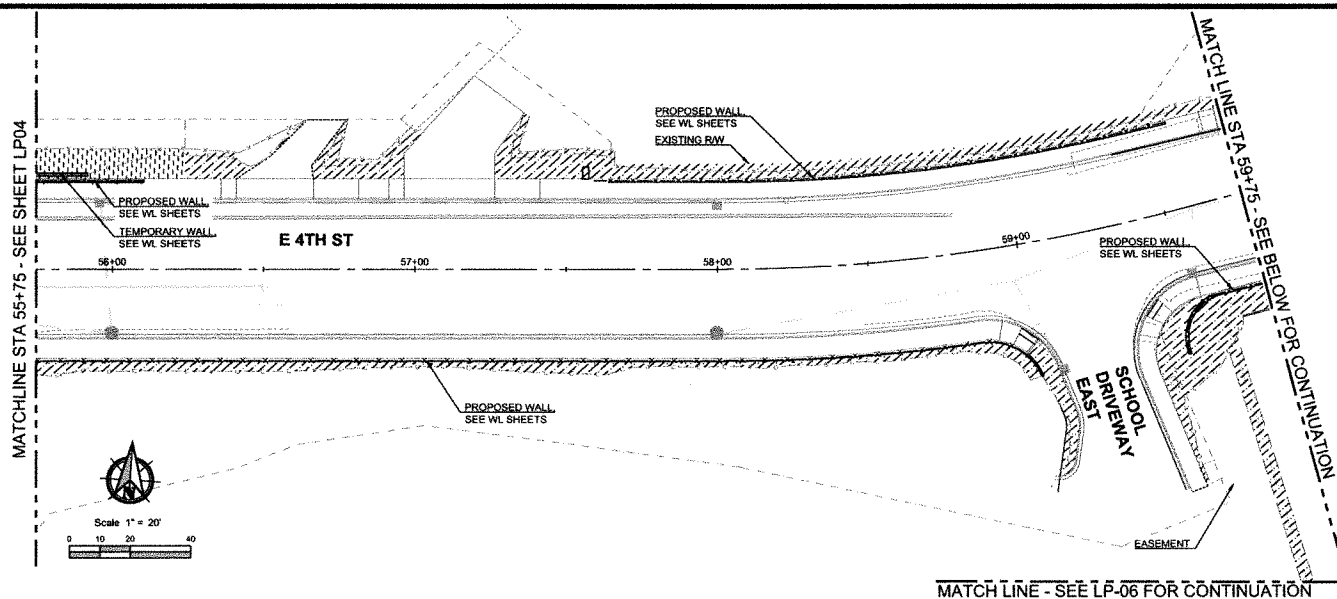 MATCHLINE STA 55+75 - SEE SHEET LP04
PROPOSED WALL,
SEE WL SHEETS
TEMPORARY WALL,
SEE WL SHEETS
E 4TH ST
56+00
57+00
58+00
59+00
PROPOSED WALL,
SEE WL SHEETS
EXISTING R/W
PROPOSED WALL,
SEE WL SHEETS
MATCH LINE STA 59+75 - SEE BELOW FOR CONTINUATION
PROPOSED WALL,
SEE WL SHEETS
SCHOOL
DRIVEWAY
EAST
N
Scale 1" = 20'
0 10 20 40
EASEMENT
MATCH LINE - SEE LP-06 FOR CONTINUATION